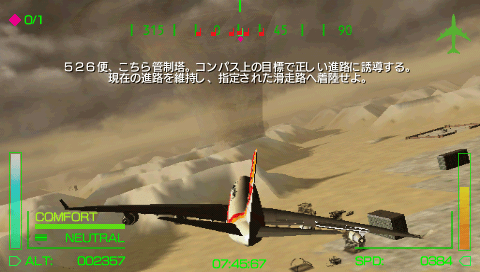 0/1
315 0 45 90
526便、こちら管制塔。コンパス上の目標で正しい進路に誘導する。
現在の進路を維持し、指定された滑走路へ着陸せよ。
COMFORT
NEUTRAL
ALT: 002357
SPD: 0384